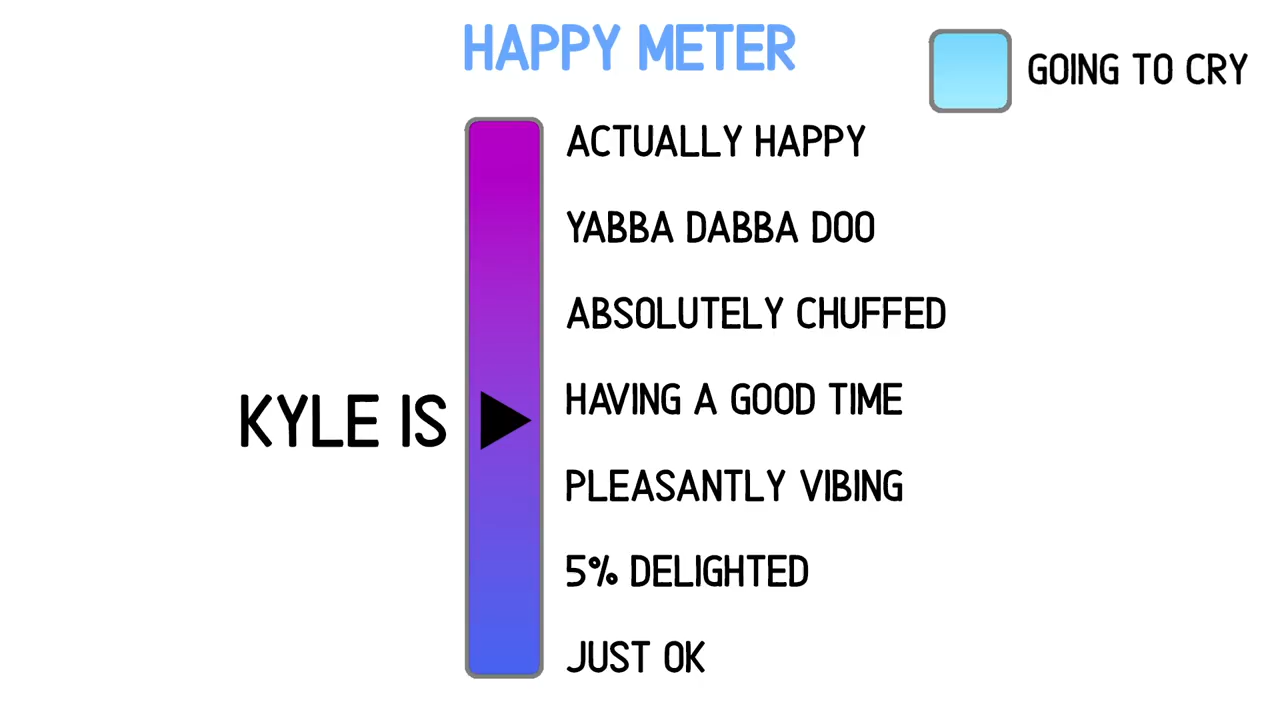 HAPPY METER
GOING TO CRY
ACTUALLY HAPPY
YABBA DABBA DOO
ABSOLUTELY CHUFFED
HAVING A GOOD TIME
KYLE IS
PLEASANTLY VIBING
5% DELIGHTED
JUST OK